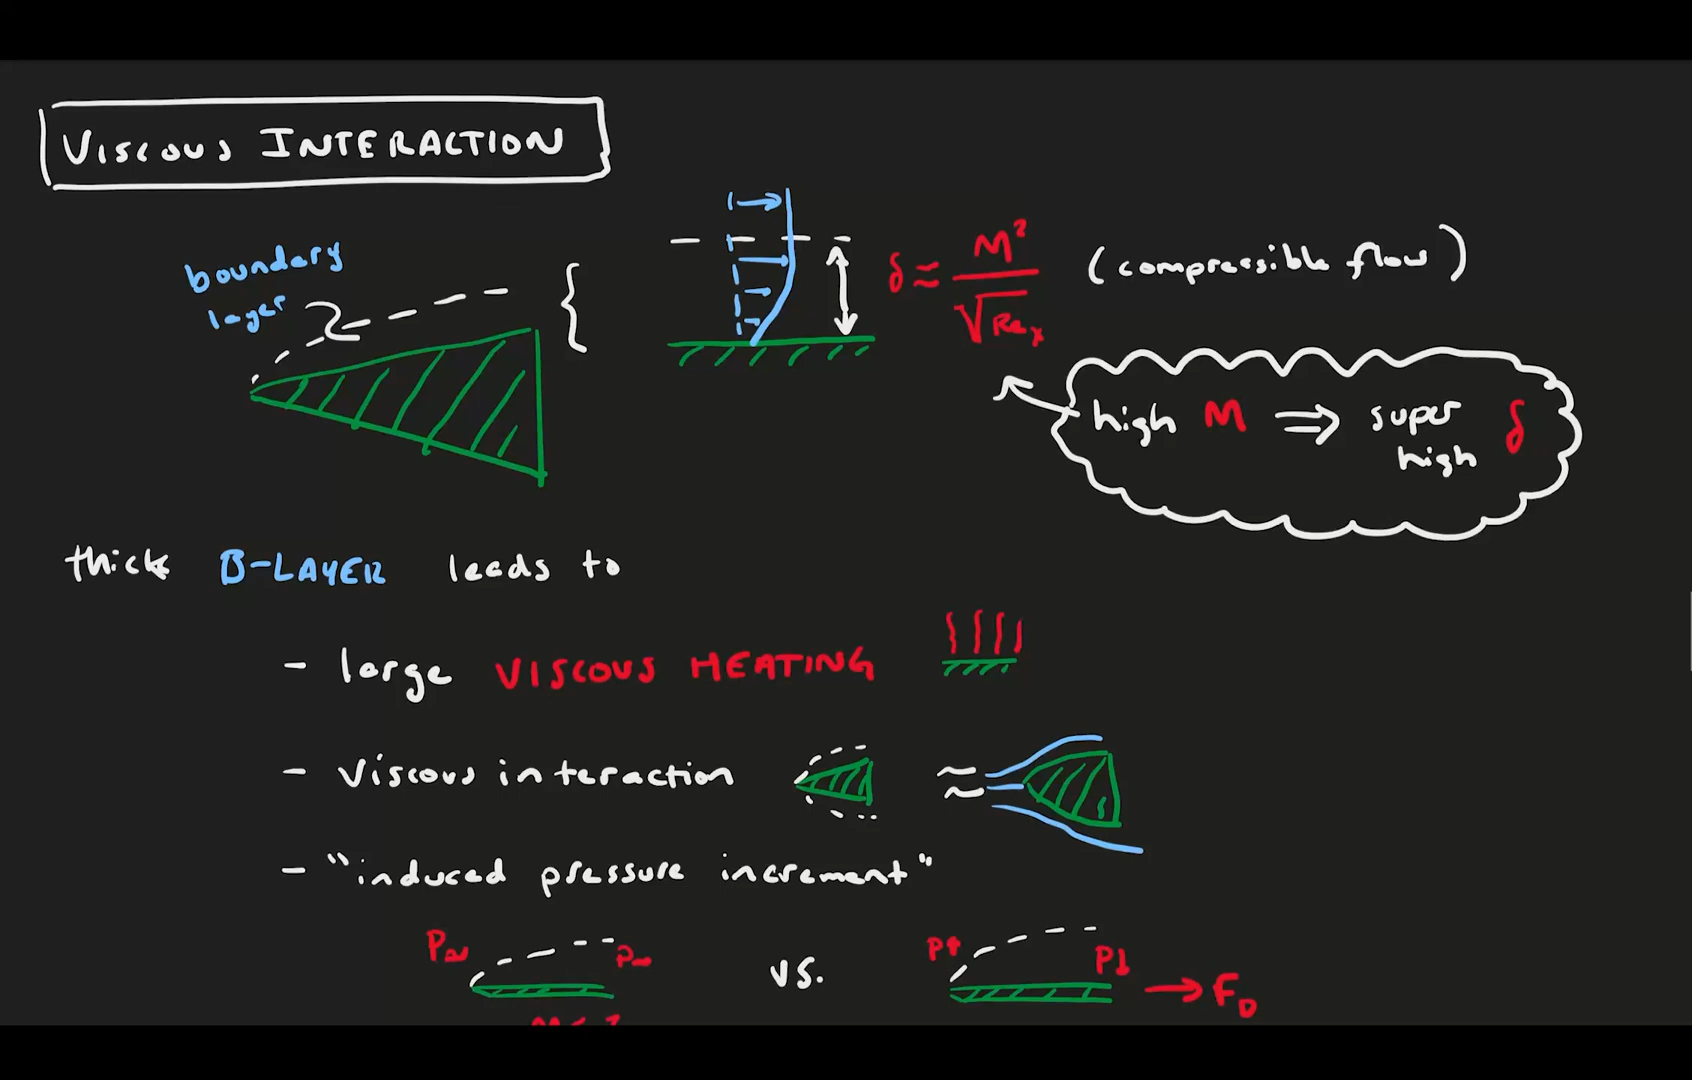 VISCOUS INTERACTION
boundary
layer
δ ≈ M² / √Reₓ (compressible flow)
high M ⇒ super
high δ
thick B-LAYER leads to
- large VISCOUS HEATING
- viscous interaction ≈
- "induced pressure increment"
P∞ P∞ vs. P↑ P↓ → F_D